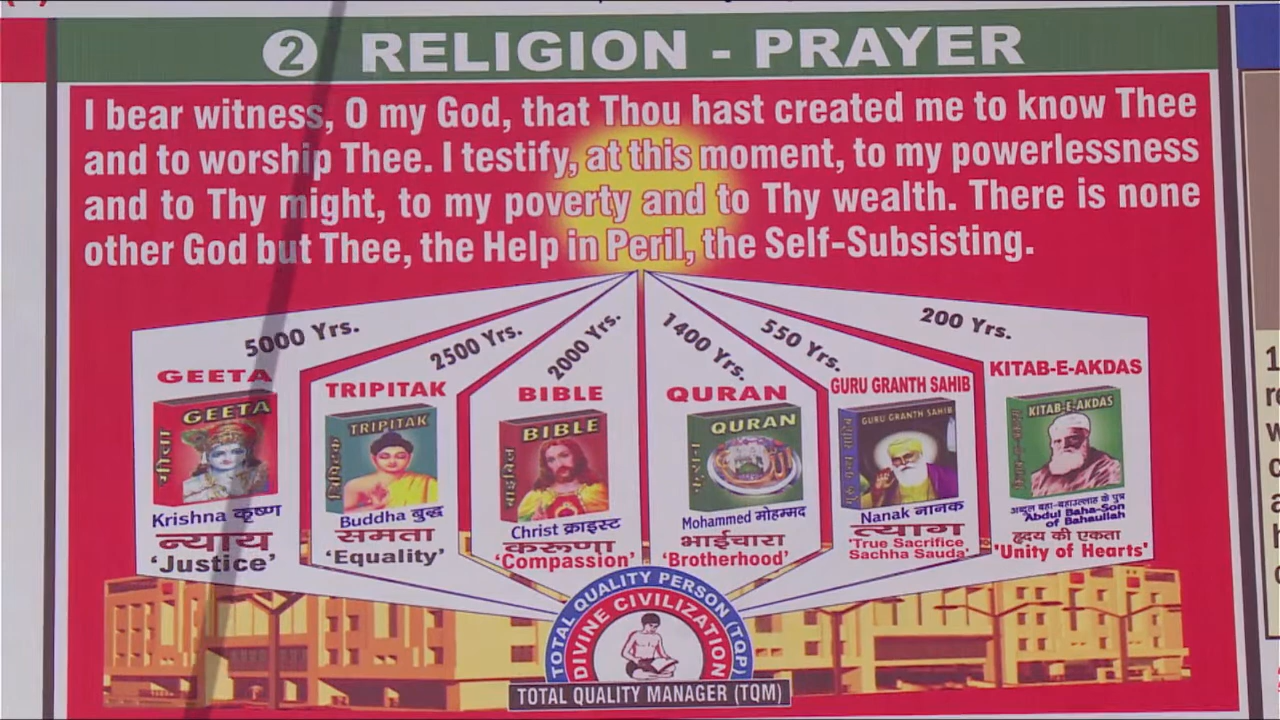 2 RELIGION - PRAYER
I bear witness, O my God, that Thou hast created me to know Thee
and to worship Thee. I testify, at this moment, to my powerlessness
and to Thy might, to my poverty and to Thy wealth. There is none
other God but Thee, the Help in Peril, the Self-Subsisting.
5000 Yrs.
2500 Yrs.
2000 Yrs.
1400 Yrs.
550 Yrs.
200 Yrs.
GEETA
GEETA
गीता
Krishna कृष्ण
न्याय
'Justice'
TRIPITAK
TRIPITAK
त्रिपिटक
Buddha बुद्ध
समता
'Equality'
BIBLE
BIBLE
बाइबिल
Christ क्राइस्ट
करूणा
'Compassion'
QURAN
QURAN
कुरान
Mohammed मोहम्मद
भाईचारा
'Brotherhood'
GURU GRANTH SAHIB
GURU GRANTH SAHIB
Nanak नानक
त्याग
'True Sacrifice
Sachha Sauda'
KITAB-E-AKDAS
KITAB-E-AKDAS
अब्दुल बहा-बहाउल्लाह के पुत्र
Abdul Baha-Son
of Bahaullah
हृदय की एकता
'Unity of Hearts'
TOTAL QUALITY PERSON (TQP)
DIVINE CIVILIZATION
TOTAL QUALITY MANAGER (TQM)